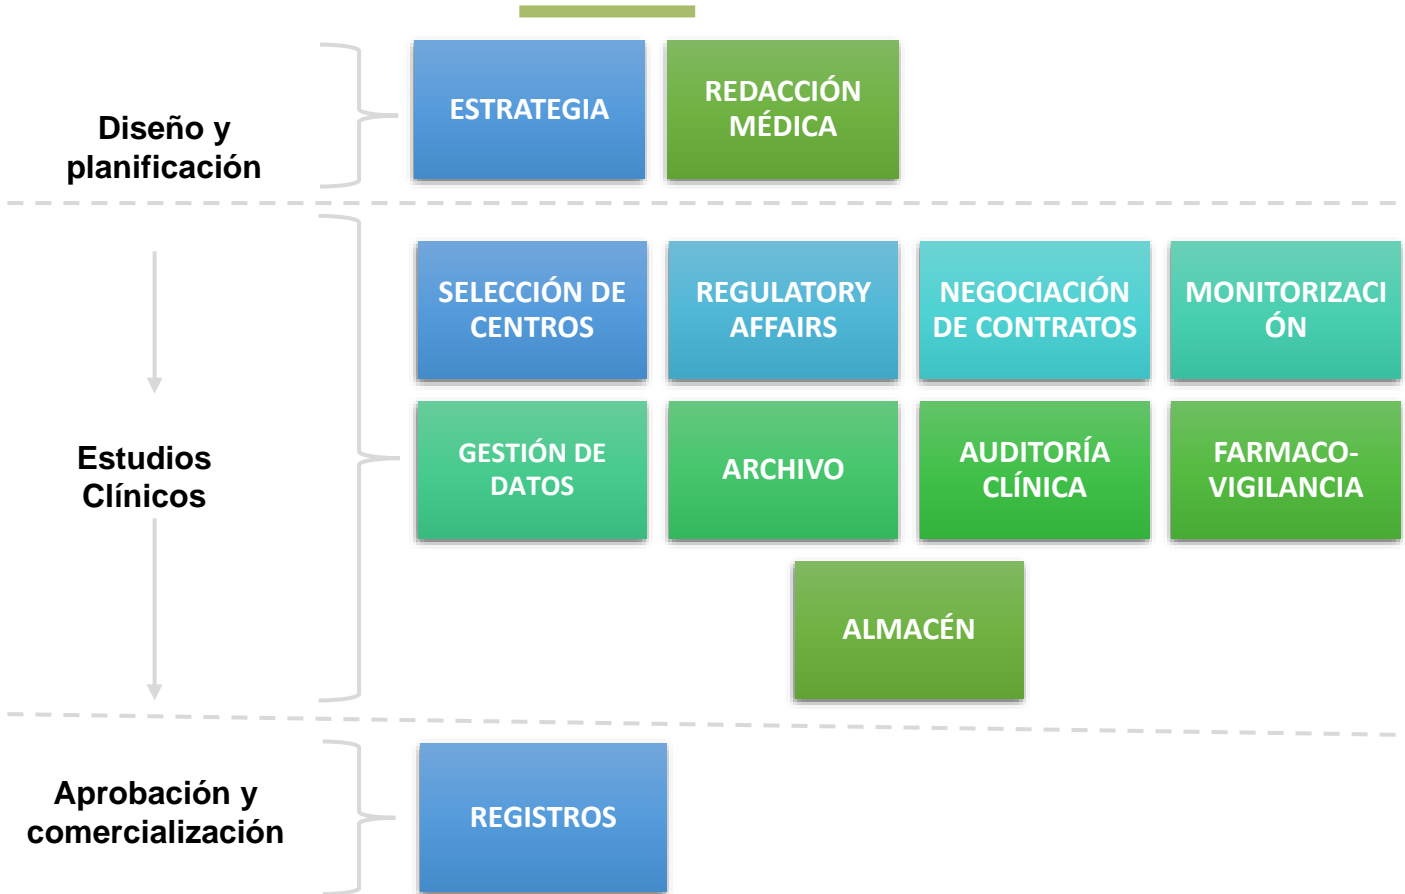 Diseño y
planificación
ESTRATEGIA
REDACCIÓN
MÉDICA
Estudios
Clínicos
SELECCIÓN DE
CENTROS
REGULATORY
AFFAIRS
NEGOCIACIÓN
DE CONTRATOS
MONITORIZACI
ÓN
GESTIÓN DE
DATOS
ARCHIVO
AUDITORÍA
CLÍNICA
FARMACO-
VIGILANCIA
ALMACÉN
Aprobación y
comercialización
REGISTROS